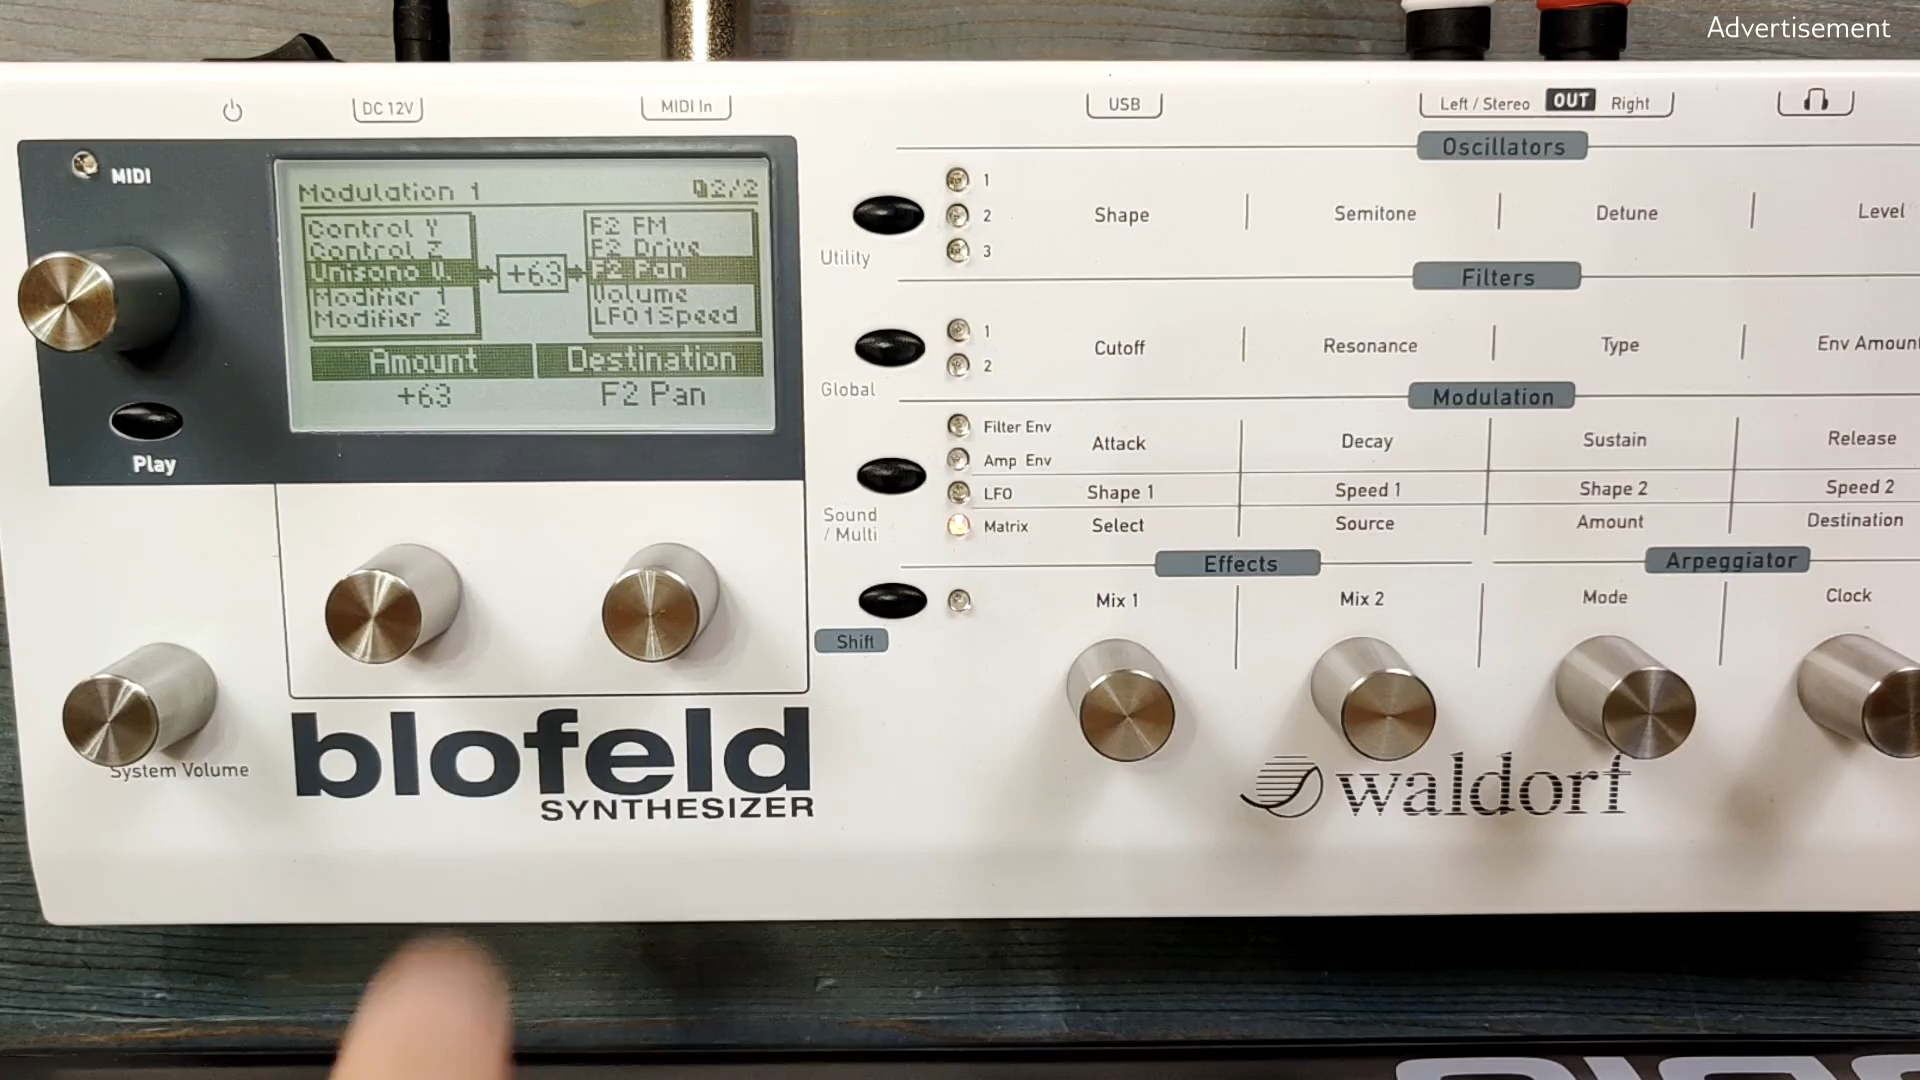 Advertisement
DC 12V
MIDI In
USB
Left / Stereo OUT Right
MIDI
Modulation 1 2/2
Control Y
Control Z
Unisono V.
Modifier 1
Modifier 2
+63
F2 FM
F2 Drive
F2 Pan
Volume
LFO1Speed
Amount Destination
+63 F2 Pan
Play
System Volume
blofeld
SYNTHESIZER
Oscillators
1
2
3
Utility
Shape Semitone Detune Level
Filters
1
2
Global
Cutoff Resonance Type Env Amount
Modulation
Filter Env
Amp Env
Attack Decay Sustain Release
LFO Shape 1 Speed 1 Shape 2 Speed 2
Matrix Select Source Amount Destination
Sound
/ Multi
Effects Arpeggiator
Mix 1 Mix 2 Mode Clock
Shift
waldorf